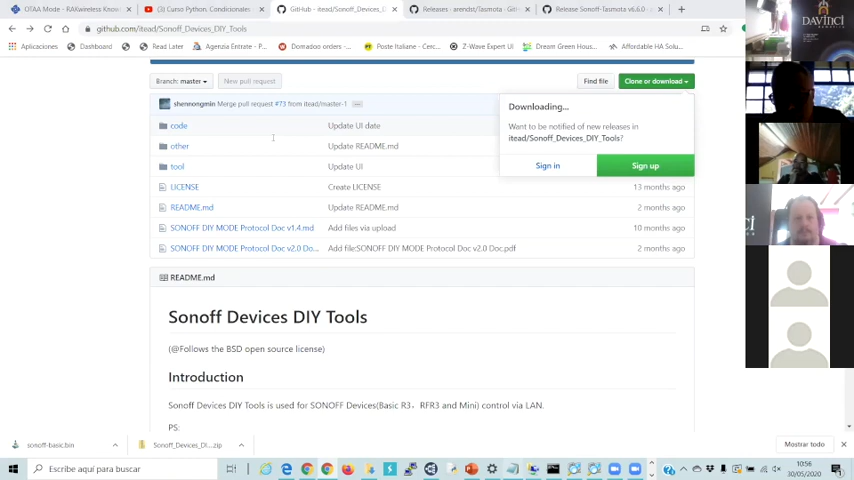 OTAA Mode - RAKwireless Know
(3) Curso Python, Condicionales
GitHub - itead/Sonoff_Devices_D
Releases - arendst/Tasmota - Git
Release Sonoff-Tasmota v6.6.0
github.com/itead/Sonoff_Devices_DIY_Tools
Aplicaciones
Dashboard
Read Later
Agenzia Entrate - P...
Domadoo orders ...
Poste Italiane - Cerc...
Z-Wave Expert UI
Dream Green Hous...
Affordable HA Solu...
Branch: master
New pull request
Find file
Clone or download
shennongmin Merge pull request #73 from itead/master-1
Downloading...
Want to be notified of new releases in
itead/Sonoff_Devices_DIY_Tools?
Sign in
Sign up
code Update UI date
other Update README.md
tool Update UI
LICENSE Create LICENSE 13 months ago
README.md Update README.md 2 months ago
SONOFF DIY MODE Protocol Doc v1.4.md Add files via upload 10 months ago
SONOFF DIY MODE Protocol Doc v2.0 Do... Add file:SONOFF DIY MODE Protocol Doc.pdf 2 months ago
README.md
Sonoff Devices DIY Tools
(@Follows the BSD open source license)
Introduction
Sonoff Devices DIY Tools is used for SONOFF Devices(Basic R3、RFR3 and Mini) control via LAN.
PS:
sonoff-basic.bin
Sonoff_Devices_DI....zip
Mostrar todo
Escribe aquí para buscar
10:56
30/05/2020
DAVINCI